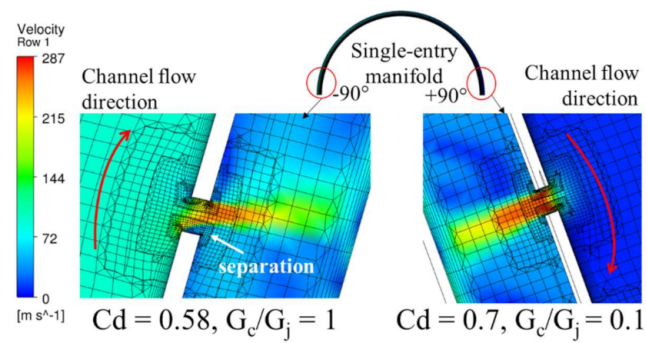 Velocity
Row 1
287
215
144
72
0
[m s^-1]
Single-entry
manifold
-90°
+90°
Channel flow
direction
Channel flow
direction
separation
Cd = 0.58, Gc/Gj = 1
Cd = 0.7, Gc/Gj = 0.1